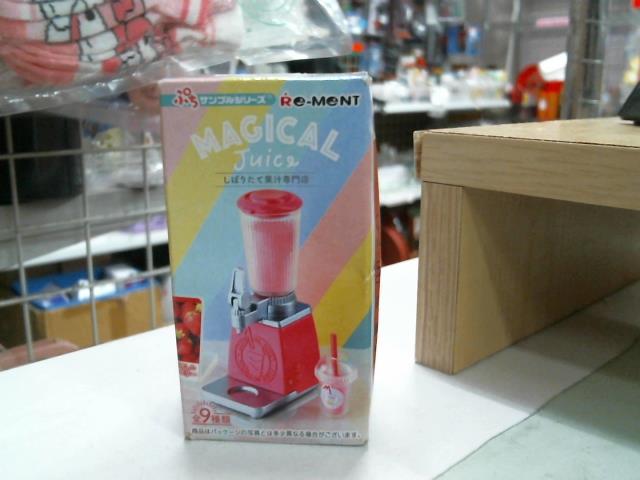 ぷちサンプルシリーズ RE-MENT
MAGICAL
Juice
しぼりたて果汁専門店
全9種類
商品はパッケージの写真とは多少異なる場合がございます。